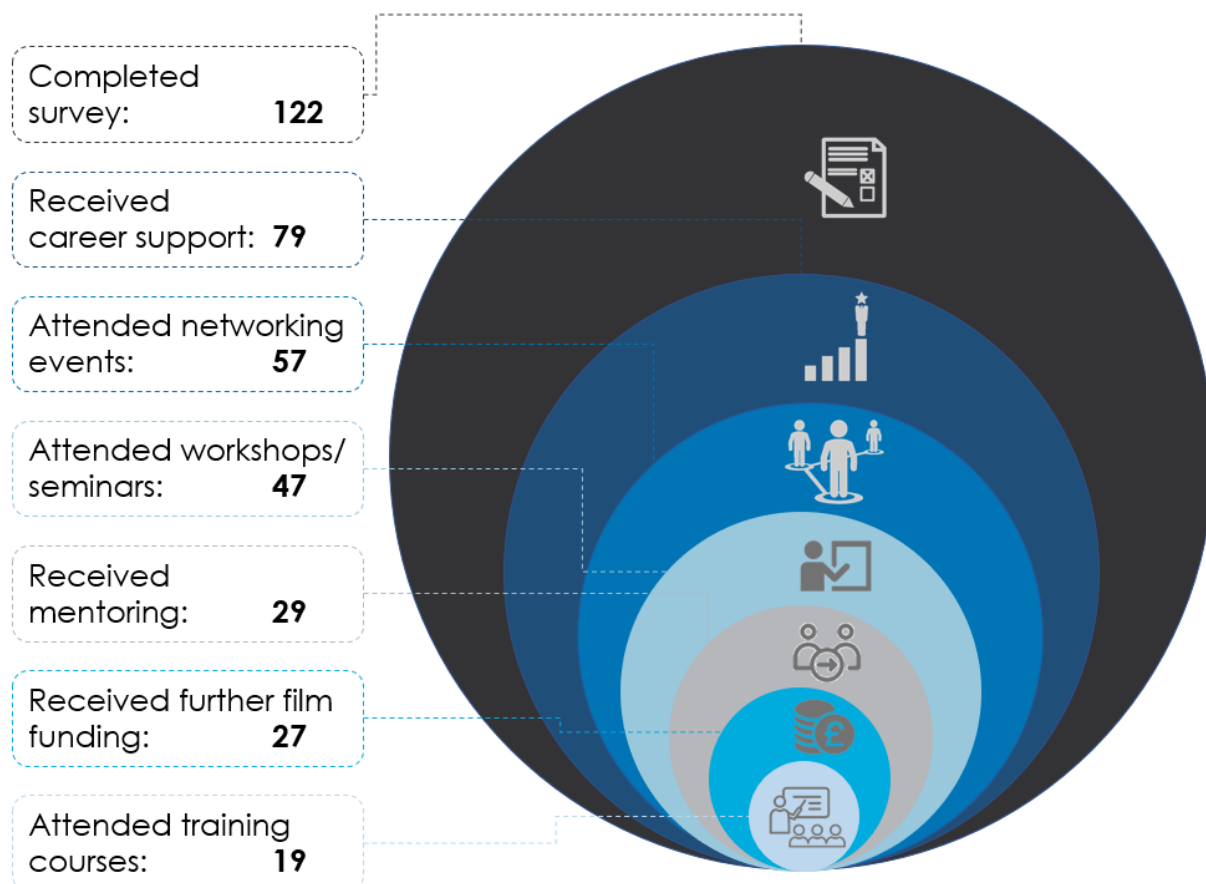 Completed
survey: 122
Received
career support: 79
Attended networking
events: 57
Attended workshops/
seminars: 47
Received
mentoring: 29
Received further film
funding: 27
£
Attended training
courses: 19